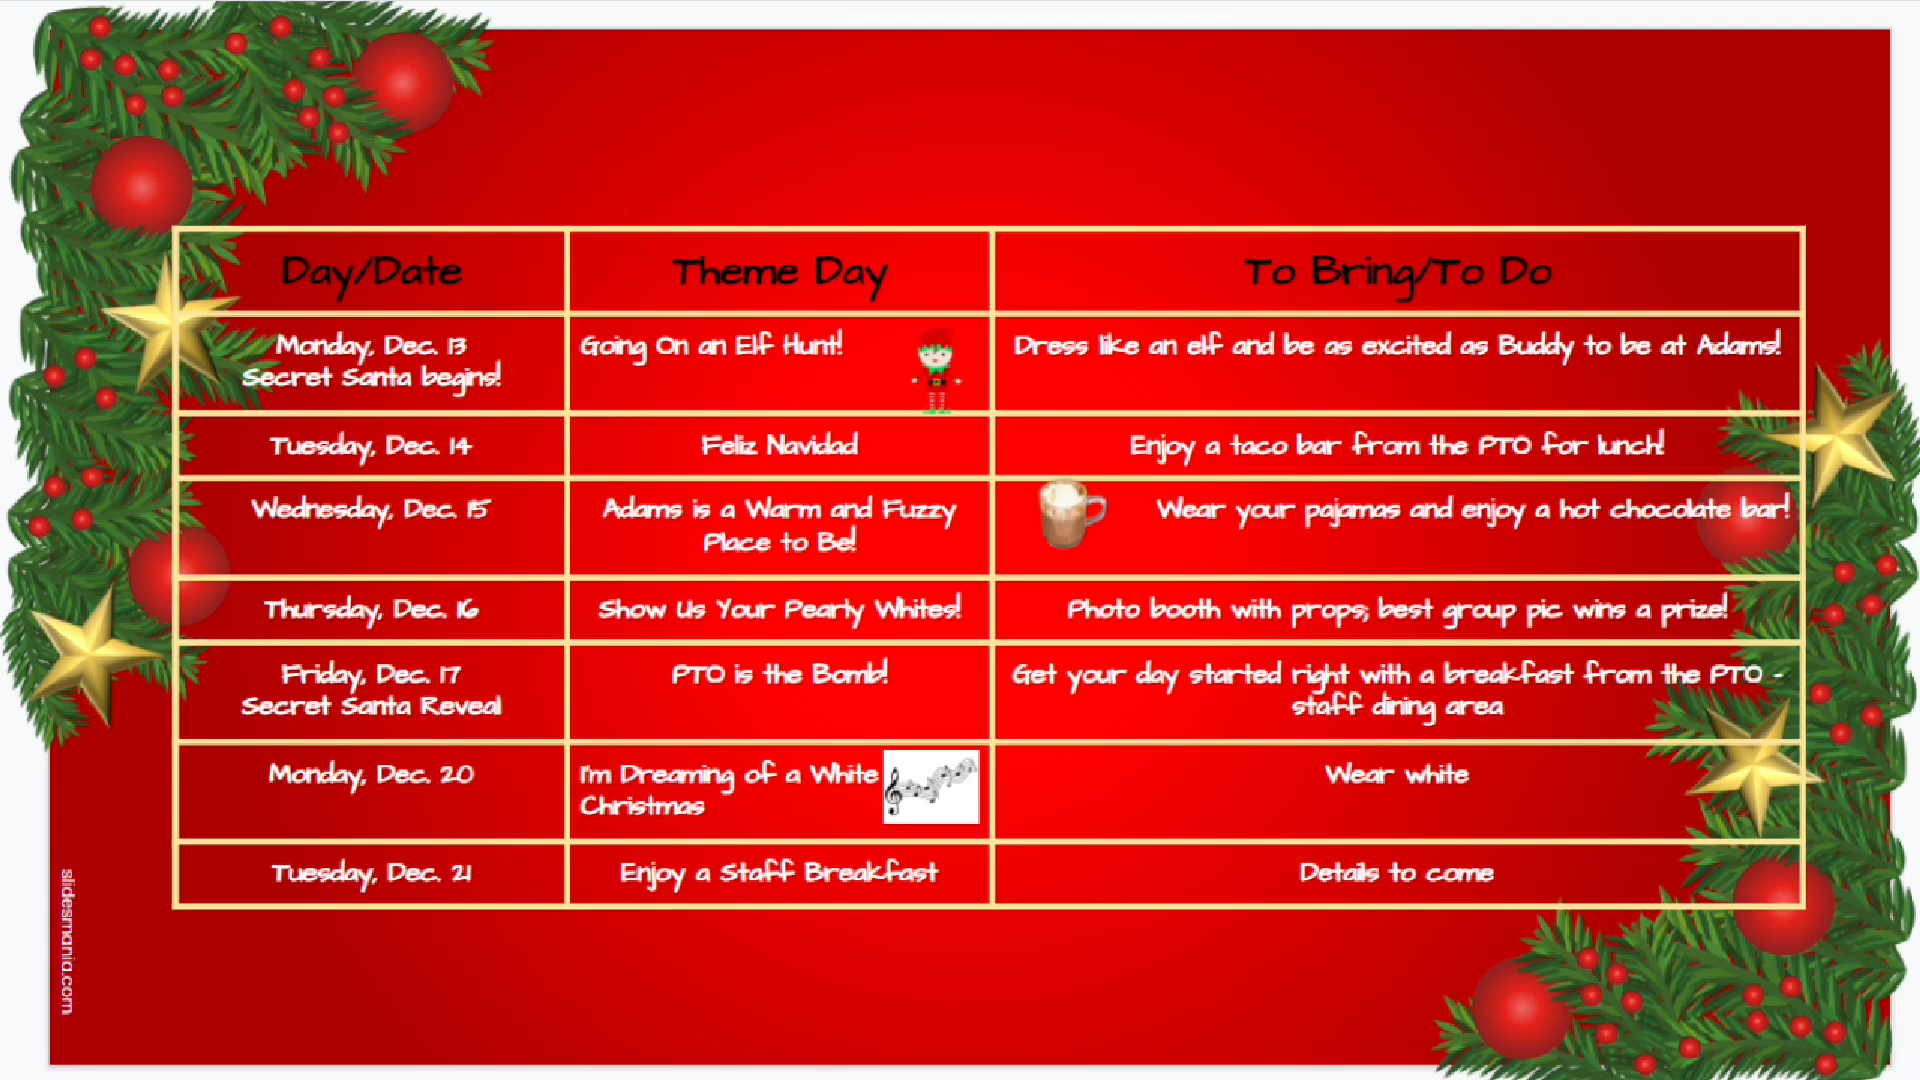 Day/Date
Theme Day
To Bring/To Do
Monday, Dec. 13
Secret Santa begins!
Going On an Elf Hunt!
Dress like an elf and be as excited as Buddy to be at Adams!
Tuesday, Dec. 14
Feliz Navidad
Enjoy a taco bar from the PTO for lunch!
Wednesday, Dec. 15
Adams is a Warm and Fuzzy
Place to Be!
Wear your pajamas and enjoy a hot chocolate bar!
Thursday, Dec. 16
Show Us Your Pearly Whites!
Photo booth with props; best group pic wins a prize!
Friday, Dec. 17
Secret Santa Reveal
PTO is the Bomb!
Get your day started right with a breakfast from the PTO -
staff dining area
Monday, Dec. 20
I'm Dreaming of a White
Christmas
Wear white
Tuesday, Dec. 21
Enjoy a Staff Breakfast
Details to come
slidesmania.com